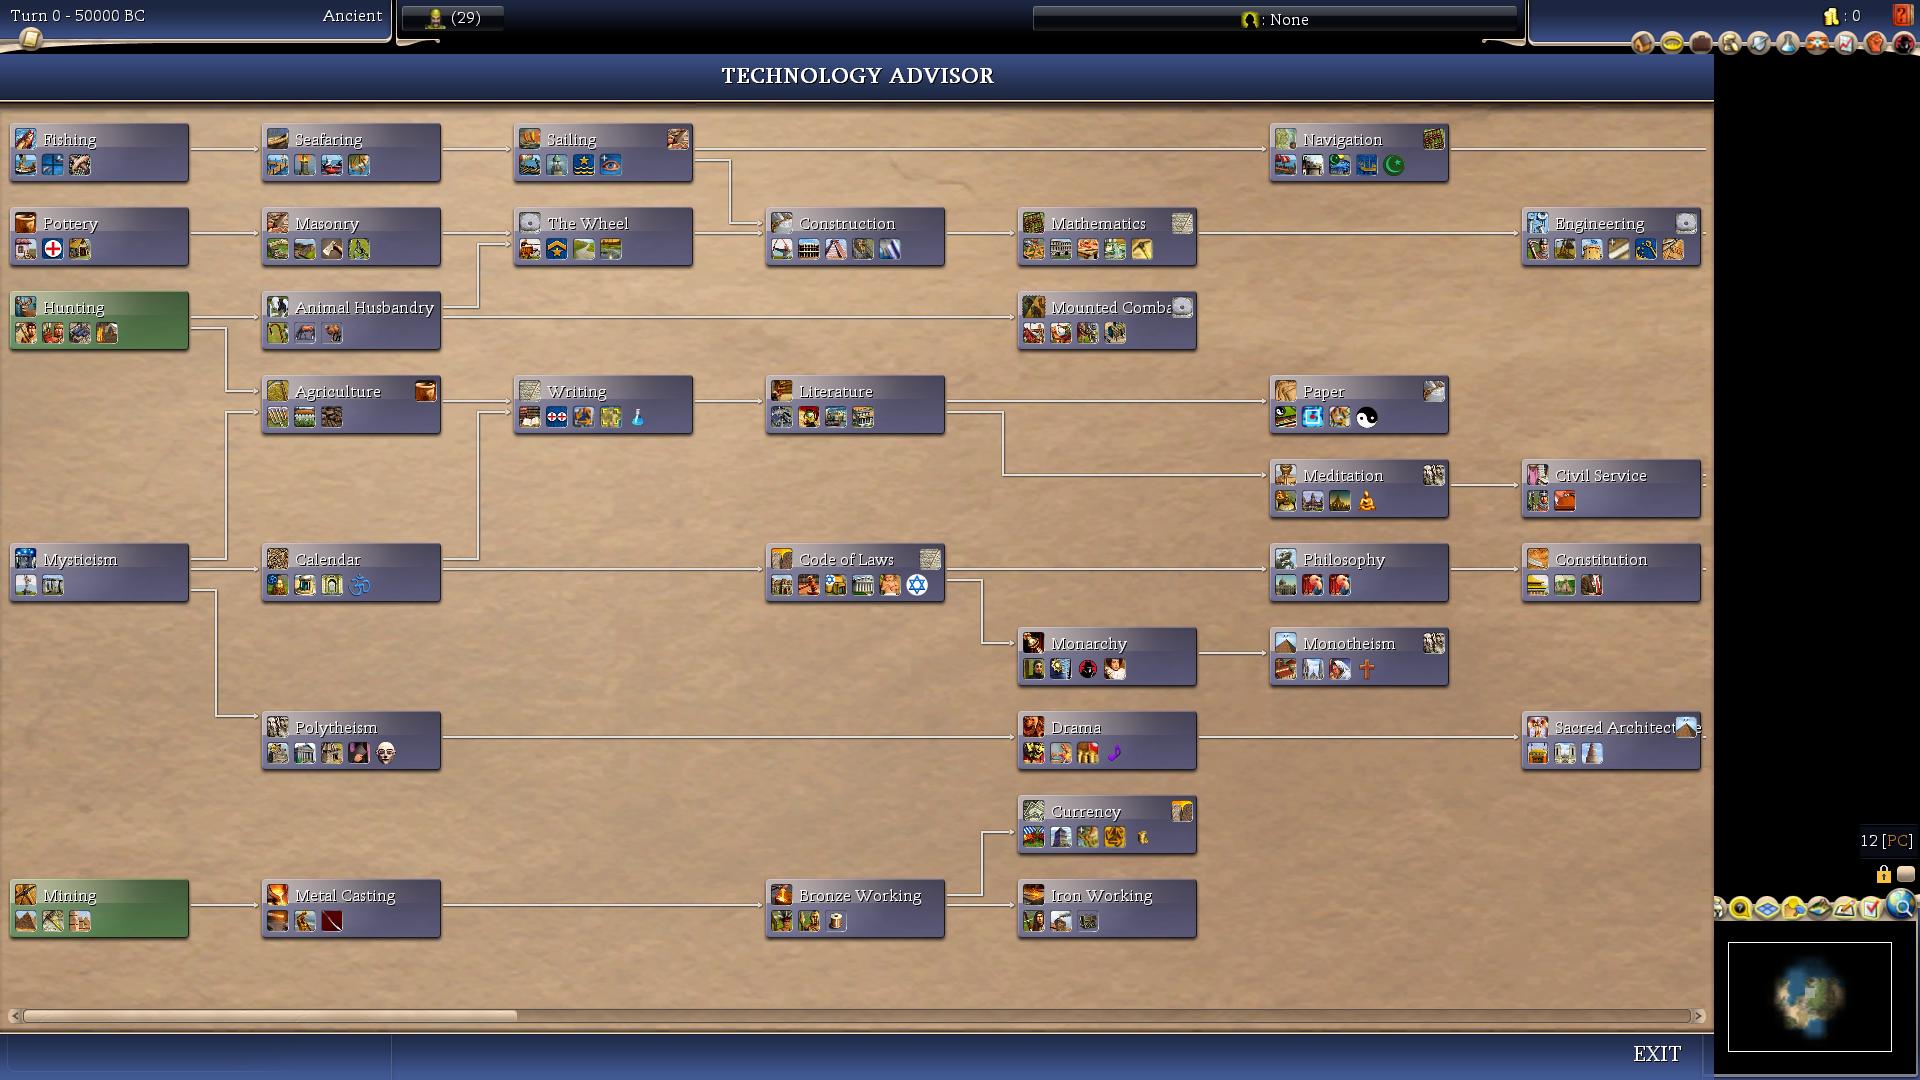 Turn 0 - 50000 BC
Ancient
(29)
: None
: 0
TECHNOLOGY ADVISOR
Fishing
Seafaring
Sailing
Navigation
Pottery
Masonry
The Wheel
Construction
Mathematics
Engineering
Hunting
Animal Husbandry
Mounted Comba
Agriculture
Writing
Literature
Paper
Meditation
Civil Service
Mysticism
Calendar
Code of Laws
Philosophy
Constitution
Monarchy
Monotheism
Polytheism
Drama
Sacred Architect e
Currency
12 [PC]
Mining
Metal Casting
Bronze Working
Iron Working
EXIT